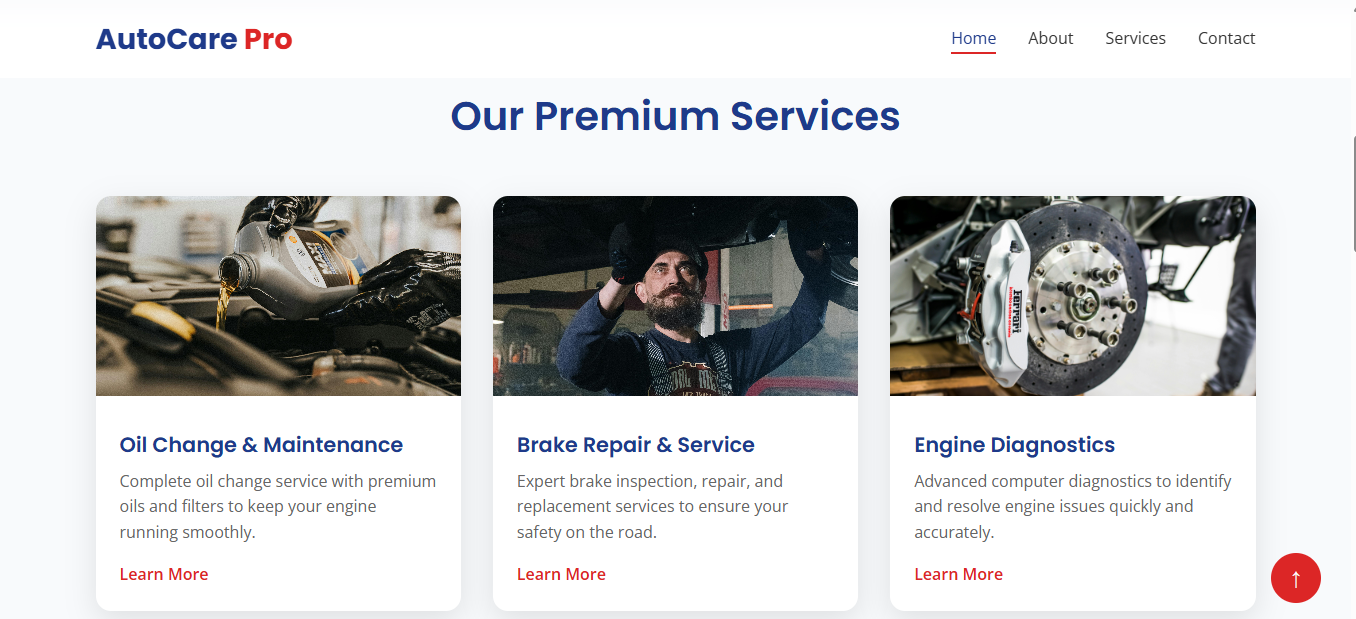 AutoCare Pro
Home About Services Contact
Our Premium Services
Ferrari
Oil Change & Maintenance
Complete oil change service with premium
oils and filters to keep your engine
running smoothly.
Learn More
Brake Repair & Service
Expert brake inspection, repair, and
replacement services to ensure your
safety on the road.
Learn More
Engine Diagnostics
Advanced computer diagnostics to identify
and resolve engine issues quickly and
accurately.
Learn More
↑